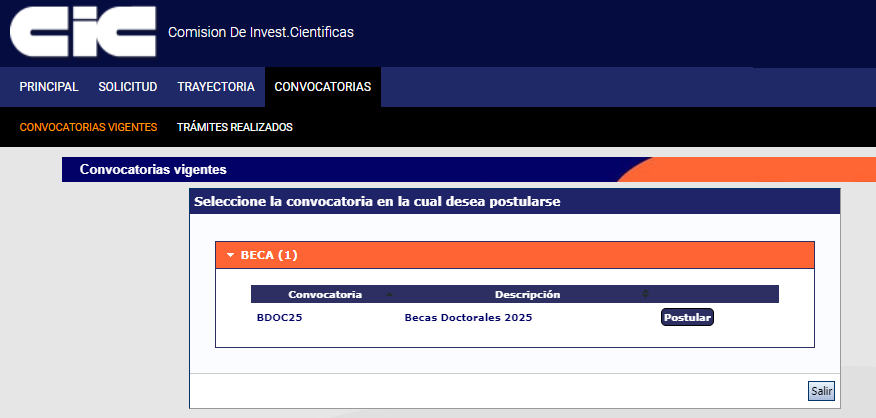 CIC
Comision De Invest.Cientificas
PRINCIPAL SOLICITUD TRAYECTORIA CONVOCATORIAS
CONVOCATORIAS VIGENTES TRÁMITES REALIZADOS
Convocatorias vigentes
Seleccione la convocatoria en la cual desea postularse
BECA (1)
Convocatoria Descripción
BDOC25 Becas Doctorales 2025 Postular
Salir